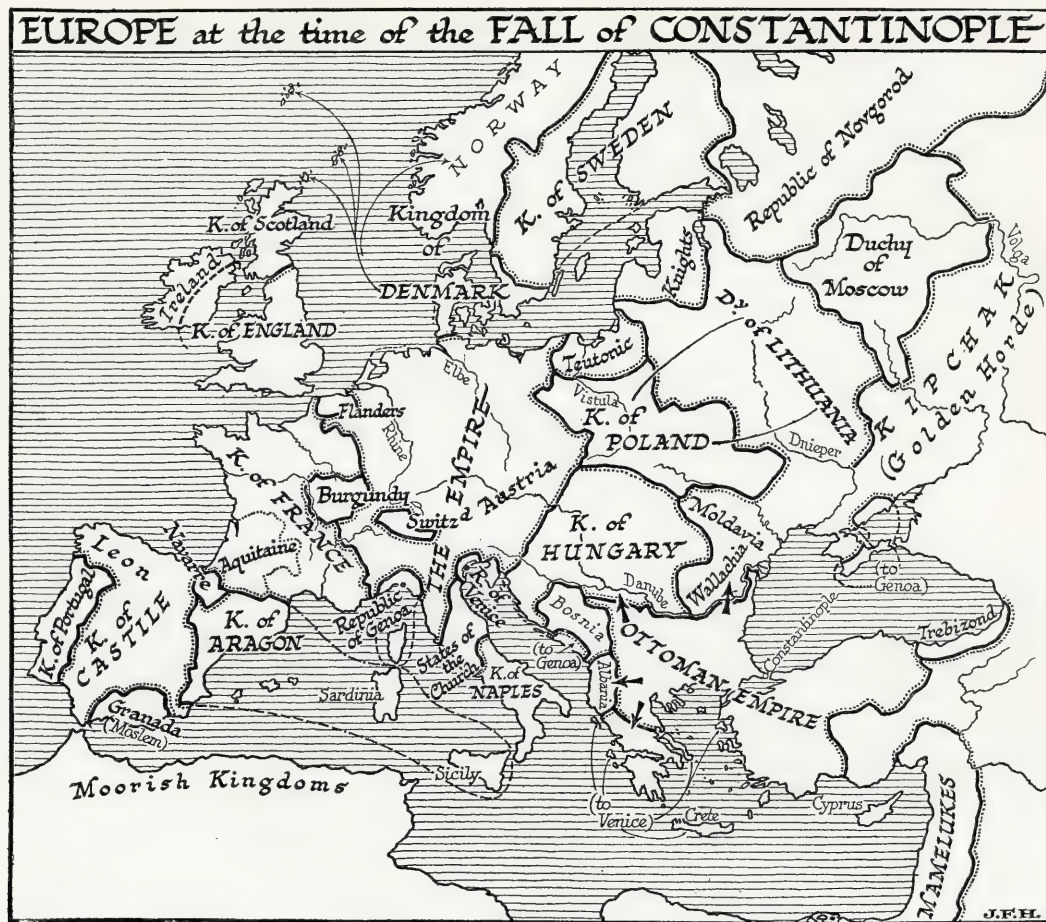 EUROPE at the time of the FALL of CONSTANTINOPLE
NORWAY
K. of SWEDEN
Republic of Novgorod
K. of Scotland
Kingdom
of
DENMARK
Knights
Duchy
of
Moscow
Volga
Ireland
K. of ENGLAND
Teutonic
Dy. of LITHUANIA
KIPCHAK
(Golden Horde)
Elbe
Vistula
K. of
POLAND
Dnieper
Flanders
Rhine
THE EMPIRE
K. of FRANCE
Burgundy
Switzd
Austria
K. of
HUNGARY
Moldavia
Wallachia
Danube
(to
Genoa)
Navarre
Aquitaine
Leon
K. of Portugal
K. of
CASTILE
K. of
ARAGON
Republic
of Genoa
R. of
Venice
Bosnia
(to
Genoa)
States
of the
Church
K. of
NAPLES
Albania
OTTOMAN EMPIRE
Constantinople
Trebizond
Sardinia
Granada
(Moslem)
Sicily
Moorish Kingdoms
(to
Venice)
Crete
Cyprus
MAMELUKES
J.F.H.